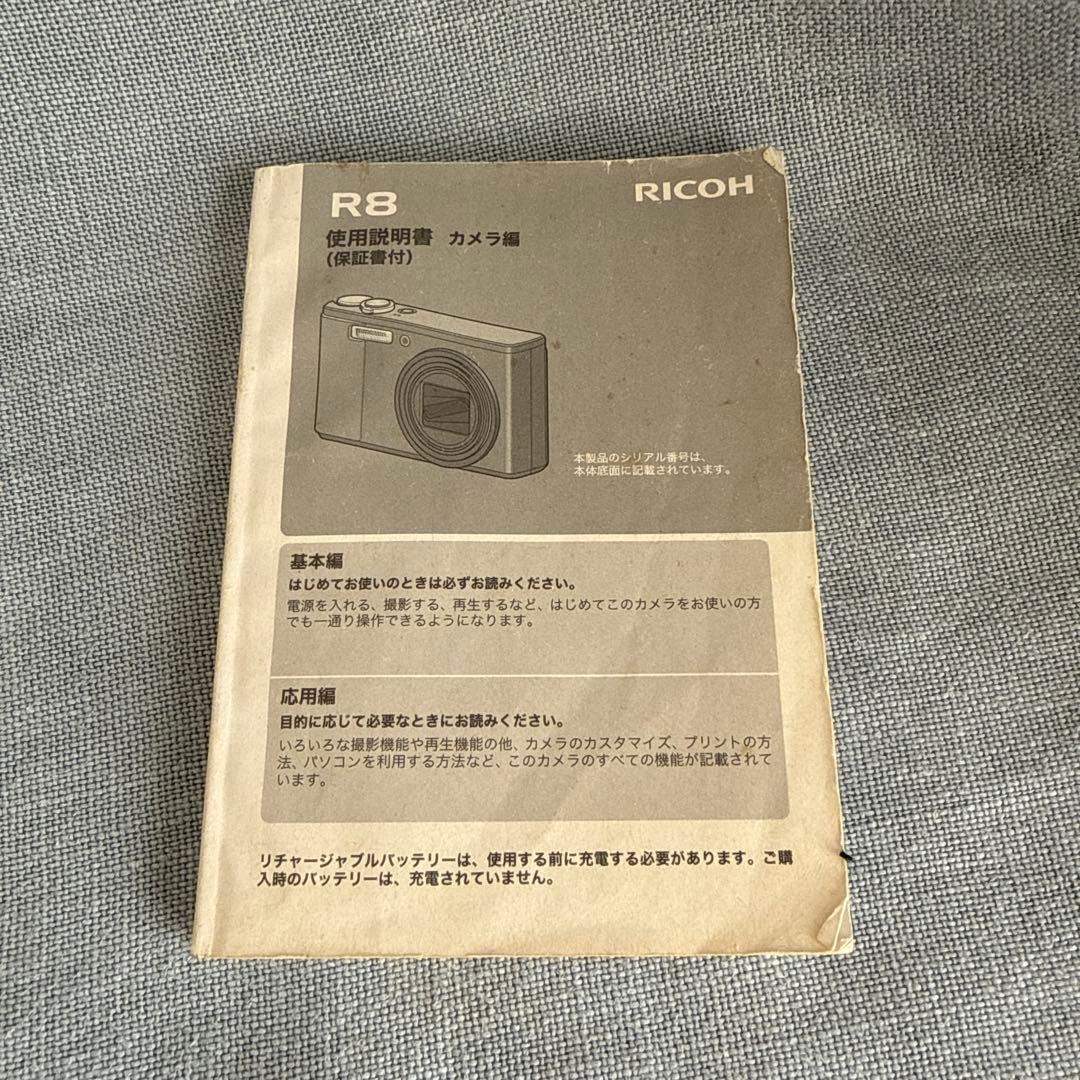 R8
RICOH
使用説明書 カメラ編
(保証書付)
本製品のシリアル番号は、
本体底面に記載されています。
基本編
はじめてお使いのときは必ずお読みください。
電源を入れる、撮影する、再生するなど、はじめてこのカメラをお使いの方
でも一通り操作できるようになります。
応用編
目的に応じて必要なときにお読みください。
いろいろな撮影機能や再生機能の他、カメラのカスタマイズ、プリントの方
法、パソコンを利用する方法など、このカメラのすべての機能が記載されて
います。
リチャージャブルバッテリーは、使用する前に充電する必要があります。ご購
入時のバッテリーは、充電されていません。